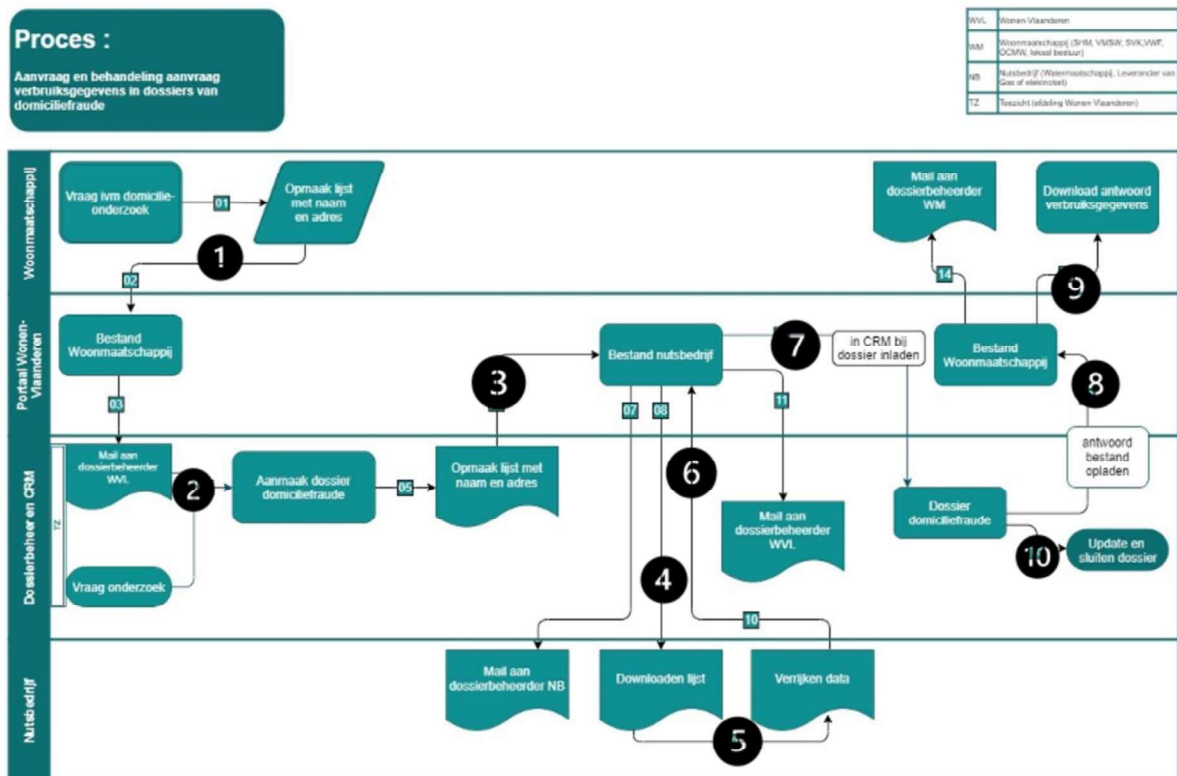 Proces :
Aanvraag en behandeling aanvraag
verbruiksgegevens in dossiers van
domiciliefraude
WVL
Wonen-Vlaanderen
WM
Woonmaatschappij (SHM, VMSW, SVK,VWF,
OCMW, lokaal bestuur)
NB
Nutsbedrijf (Watermaatschappij, Leverancier van
Gas of elektriciteit)
TZ
Toezicht (afdeling Wonen Vlaanderen)
Woonmaatschappij
Vraag ivm domicilie-
onderzoek
01
Opmaak lijst
met naam
en adres
1
02
Mail aan
dossierbeheerder
WM
Download antwoord
verbruiksgegevens
14
9
Portaal Wonen-
Vlaanderen
Bestand
Woonmaatschappij
03
3
Bestand nutsbedrijf
07
08
11
7
in CRM bij
dossier inladen
Bestand
Woonmaatschappij
8
Dossierbeheer en CRM
TZ
Mail aan
dossierbeheerder
WVL
2
Vraag onderzoek
Aanmaak dossier
domiciliefraude
05
Opmaak lijst met
naam en adres
4
6
10
Mail aan
dossierbeheerder
WVL
Dossier
domiciliefraude
antwoord
bestand
opladen
10
Update en
sluiten dossier
Nutsbedrijf
Mail aan
dossierbeheerder NB
Downloaden lijst
5
Verrijken data